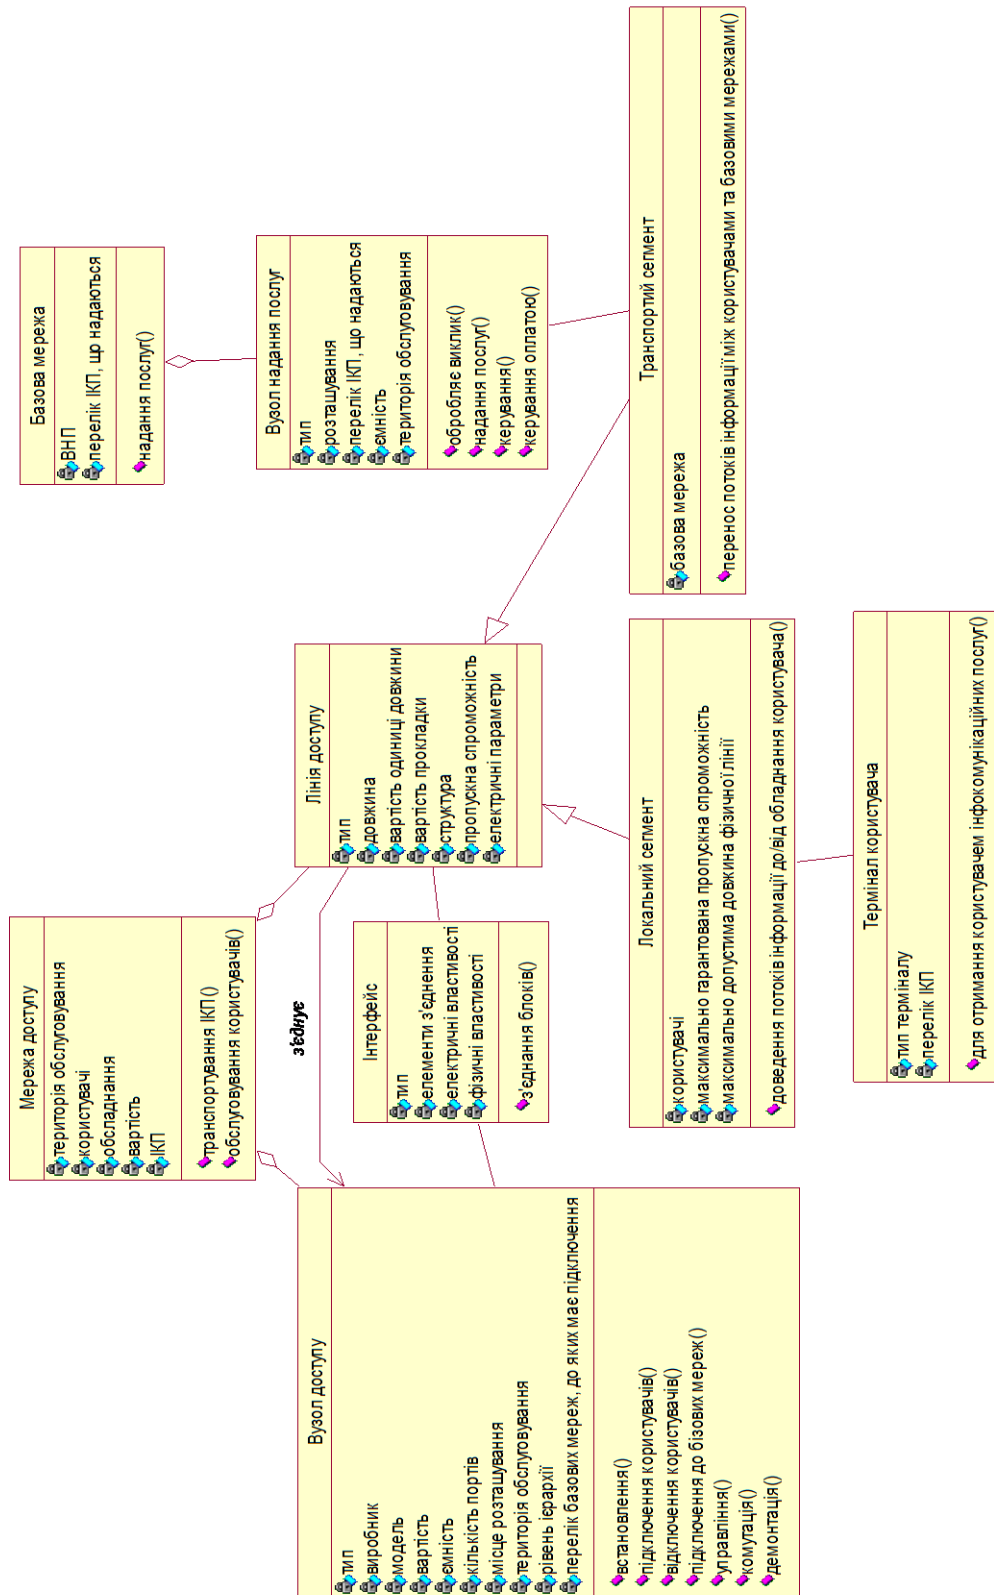 Мережа доступу
територія обслуговування
користувачі
обладнання
вартість
ІКП
транспортування ІКП()
обслуговування користувачів()
Базова мережа
ВНП
перелік ІКП, що надаються
надання послуг()
з'єднує
Вузол доступу
тип
виробник
модель
вартість
ємність
кількість портів
місце розташування
територія обслуговування
рівень ієрархії
перелік базових мереж, до яких має підключення
встановлення()
підключення користувачів()
відключення користувачів()
підключення до бізових мереж()
управління()
комутація()
демонтація()
Інтерфейс
тип
елементи з'єднення
електричні властивості
фізичні властивості
з'єднання блоків()
Лінія доступу
тип
довжина
вартість одиниці довжини
вартість прокладки
структура
пропускна спроможність
електричні параметри
Вузол надання послуг
тип
розташування
перелік ІКП, що надаються
ємність
територія обслуговування
обробляє виклик()
надання послуг()
керування()
керування оплатою()
Локальний сегмент
користувачі
максимально гарантована пропускна спроможність
максимально допустима довжина фізичної лінії
доведення потоків інформації до/від обладнання користувача()
Транспортий сегмент
базова мережа
перенос потоків інформації між користувачами та базовими мережами()
Термінал користувача
тип терміналу
перелік ІКП
для отримання користувачем інфокомунікаційних послуг()